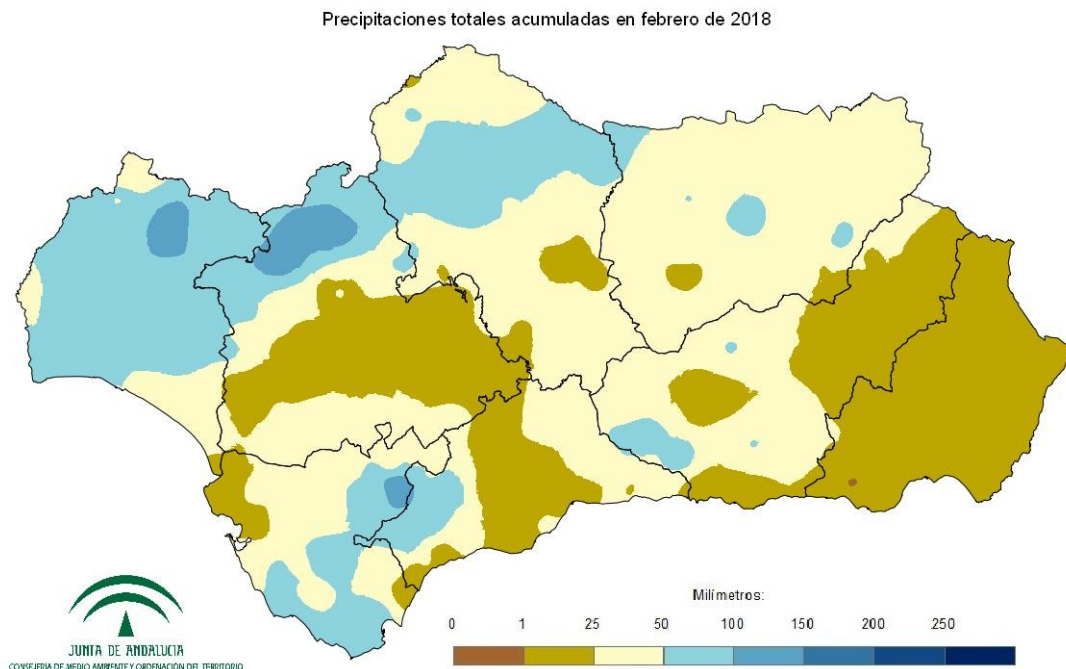 Precipitaciones totales acumuladas en febrero de 2018
Milímetros:
0 1 25 50 100 150 200 250
JUNTA DE ANDALUCIA
CONSEJERÍA DE MEDIO AMBIENTE Y ORDENACIÓN DEL TERRITORIO